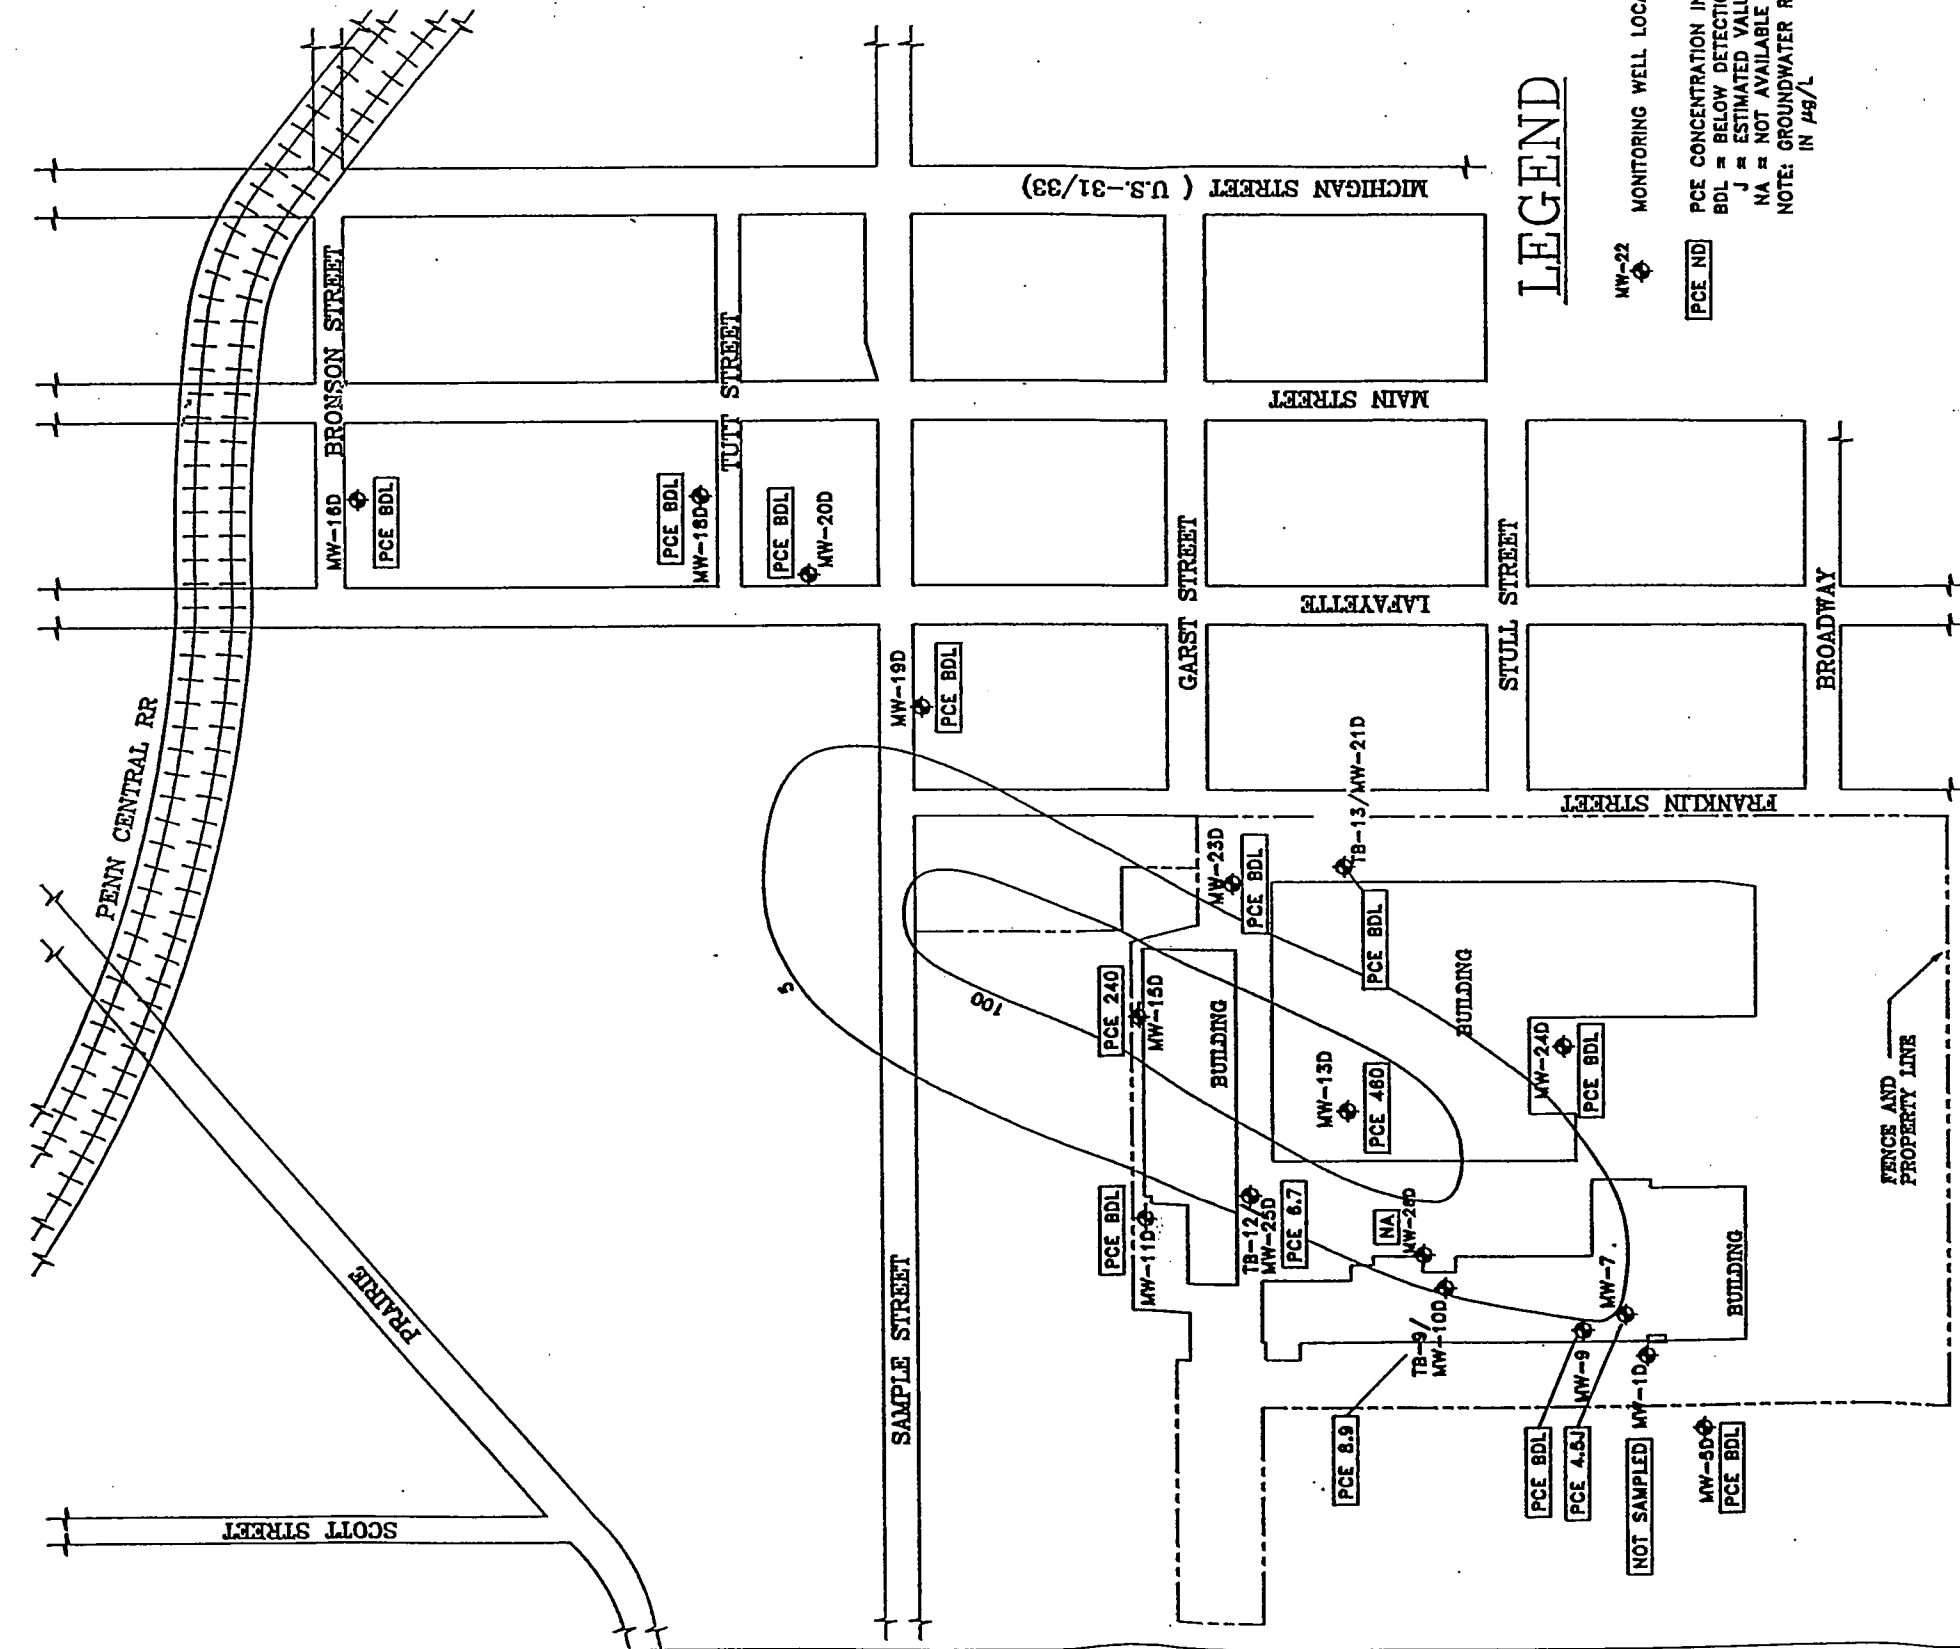 PENN CENTRAL RR
BRONSON STREET
TUTT STREET
MICHIGAN STREET ( U.S.-31/33)
MAIN STREET
LAFAYETTE
GARST STREET
STULL STREET
BROADWAY
FRANKLIN STREET
SAMPLE STREET
PRAIRIE
SCOTT STREET
MW-16D
PCE BDL
PCE BDL
MW-18D
PCE BDL
MW-20D
MW-19D
PCE BDL
5
100
MW-23D
PCE BDL
TB-13/MW-21D
PCE BDL
PCE 240
MW-15D
BUILDING
BUILDING
MW-13D
PCE 460
MW-24D
PCE BDL
PCE BDL
MW-11D
TB-12/
MW-25D
PCE 6.7
NA
MW-26D
TB-9/
MW-10D
PCE 8.9
MW-7
BUILDING
MW-9
PCE BDL
PCE 4.5J
NOT SAMPLED
MW-1D
PCE BDL
FENCE AND
PROPERTY LINE
LEGEND
MW-22
MONITORING WELL
PCE ND
PCE CONCENTRATION
BDL = BELOW
J = ESTIMATED
NA = NOT AVAILABLE
NOTE: GROUNDWATER
IN µg/L